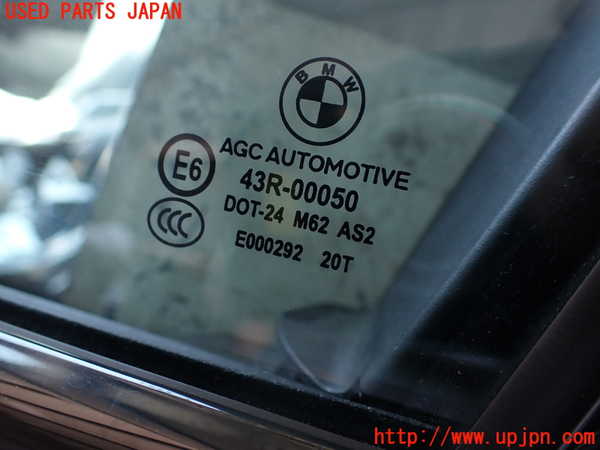 USED PARTS JAPAN
BMW
E6
AGC AUTOMOTIVE
43R-00050
CCC
DOT-24 M62 AS2
E000292 20T
http://www.upjpn.com